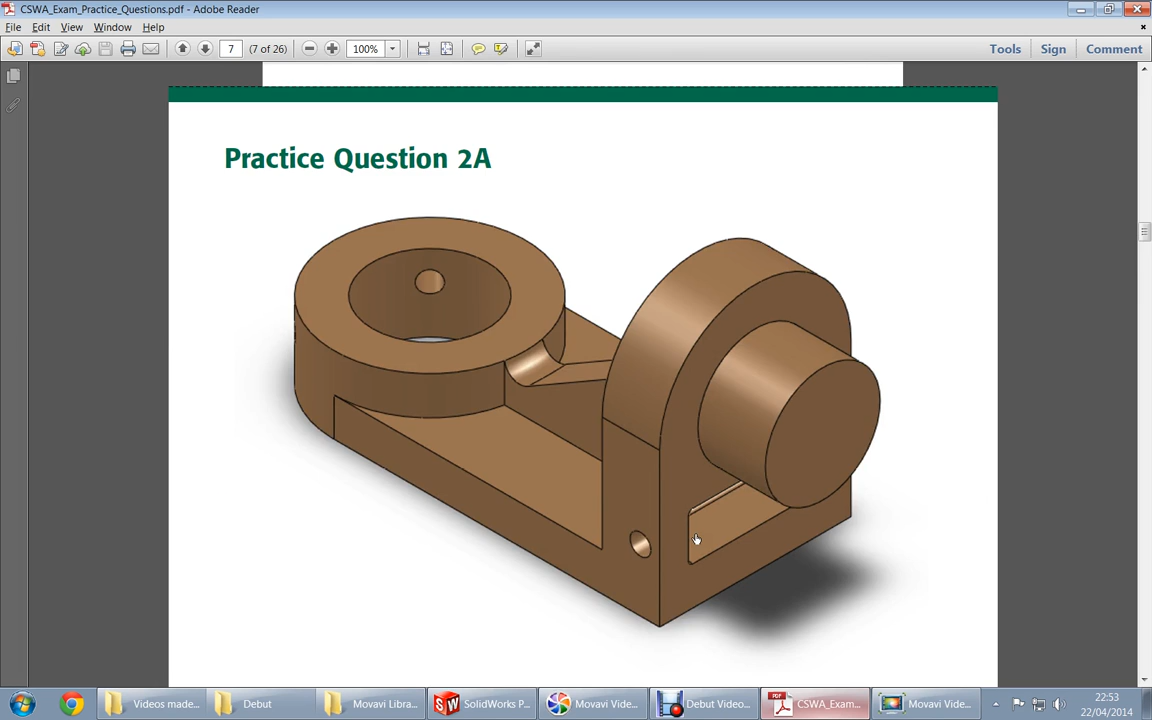 CSWA_Exam_Practice_Questions.pdf - Adobe Reader
File Edit View Window Help
7 (7 of 26) 100% Tools Sign Comment
Practice Question 2A
Videos made... Debut Movavi Libra... SolidWorks P... Movavi Vide... Debut Video... CSWA_Exam... Movavi Vide... 22:53
22/04/2014